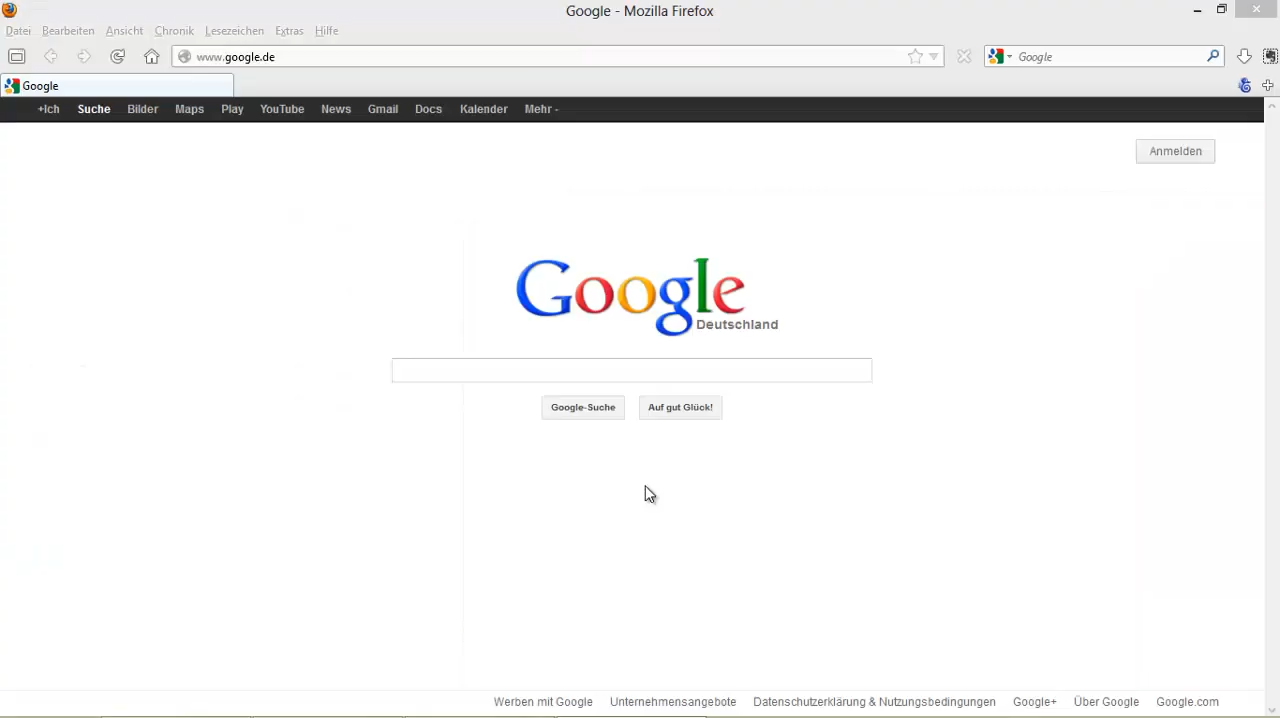 Google - Mozilla Firefox
Datei Bearbeiten Ansicht Chronik Lesezeichen Extras Hilfe
www.google.de Google
Google
+Ich Suche Bilder Maps Play YouTube News Gmail Docs Kalender Mehr -
Anmelden
Google
Deutschland
Google-Suche Auf gut Glück!
Werben mit Google Unternehmensangebote Datenschutzerklärung & Nutzungsbedingungen Google+ Über Google Google.com